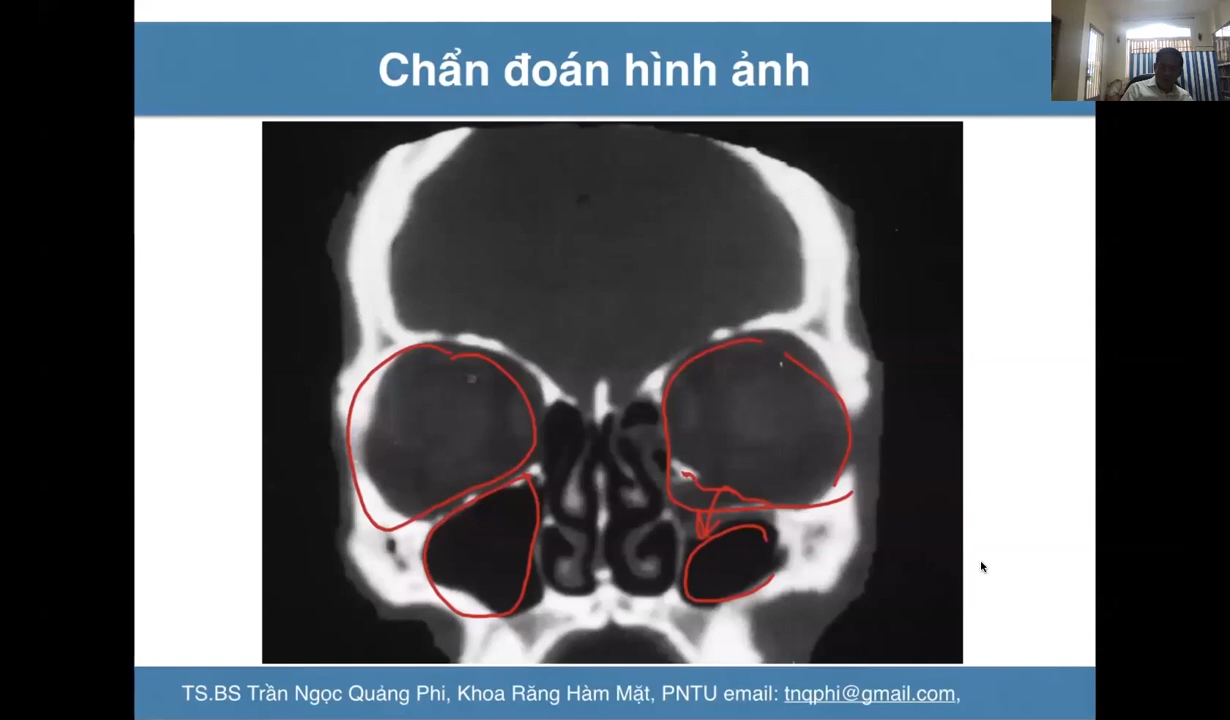 Chẩn đoán hình ảnh
TS.BS Trần Ngọc Quảng Phi, Khoa Răng Hàm Mặt, PNTU email: tnqphi@gmail.com,